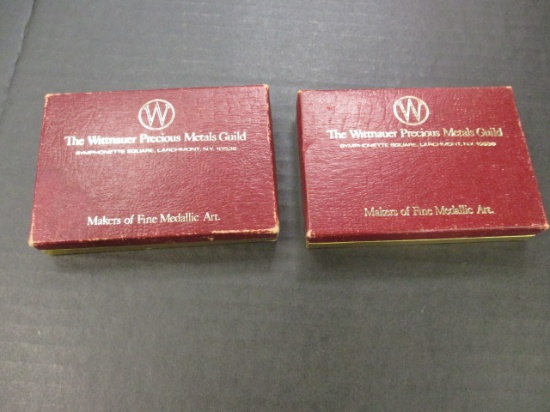 W
The Wittnauer Precious Metals Guild
SYMPHONETTE SQUARE, LARCHMONT, N.Y. 10538
Makers of Fine Medallic Art.
W
The Wittnauer Precious Metals Guild
SYMPHONETTE SQUARE, LARCHMONT, N.Y.
Makers of Fine Medallic Art.